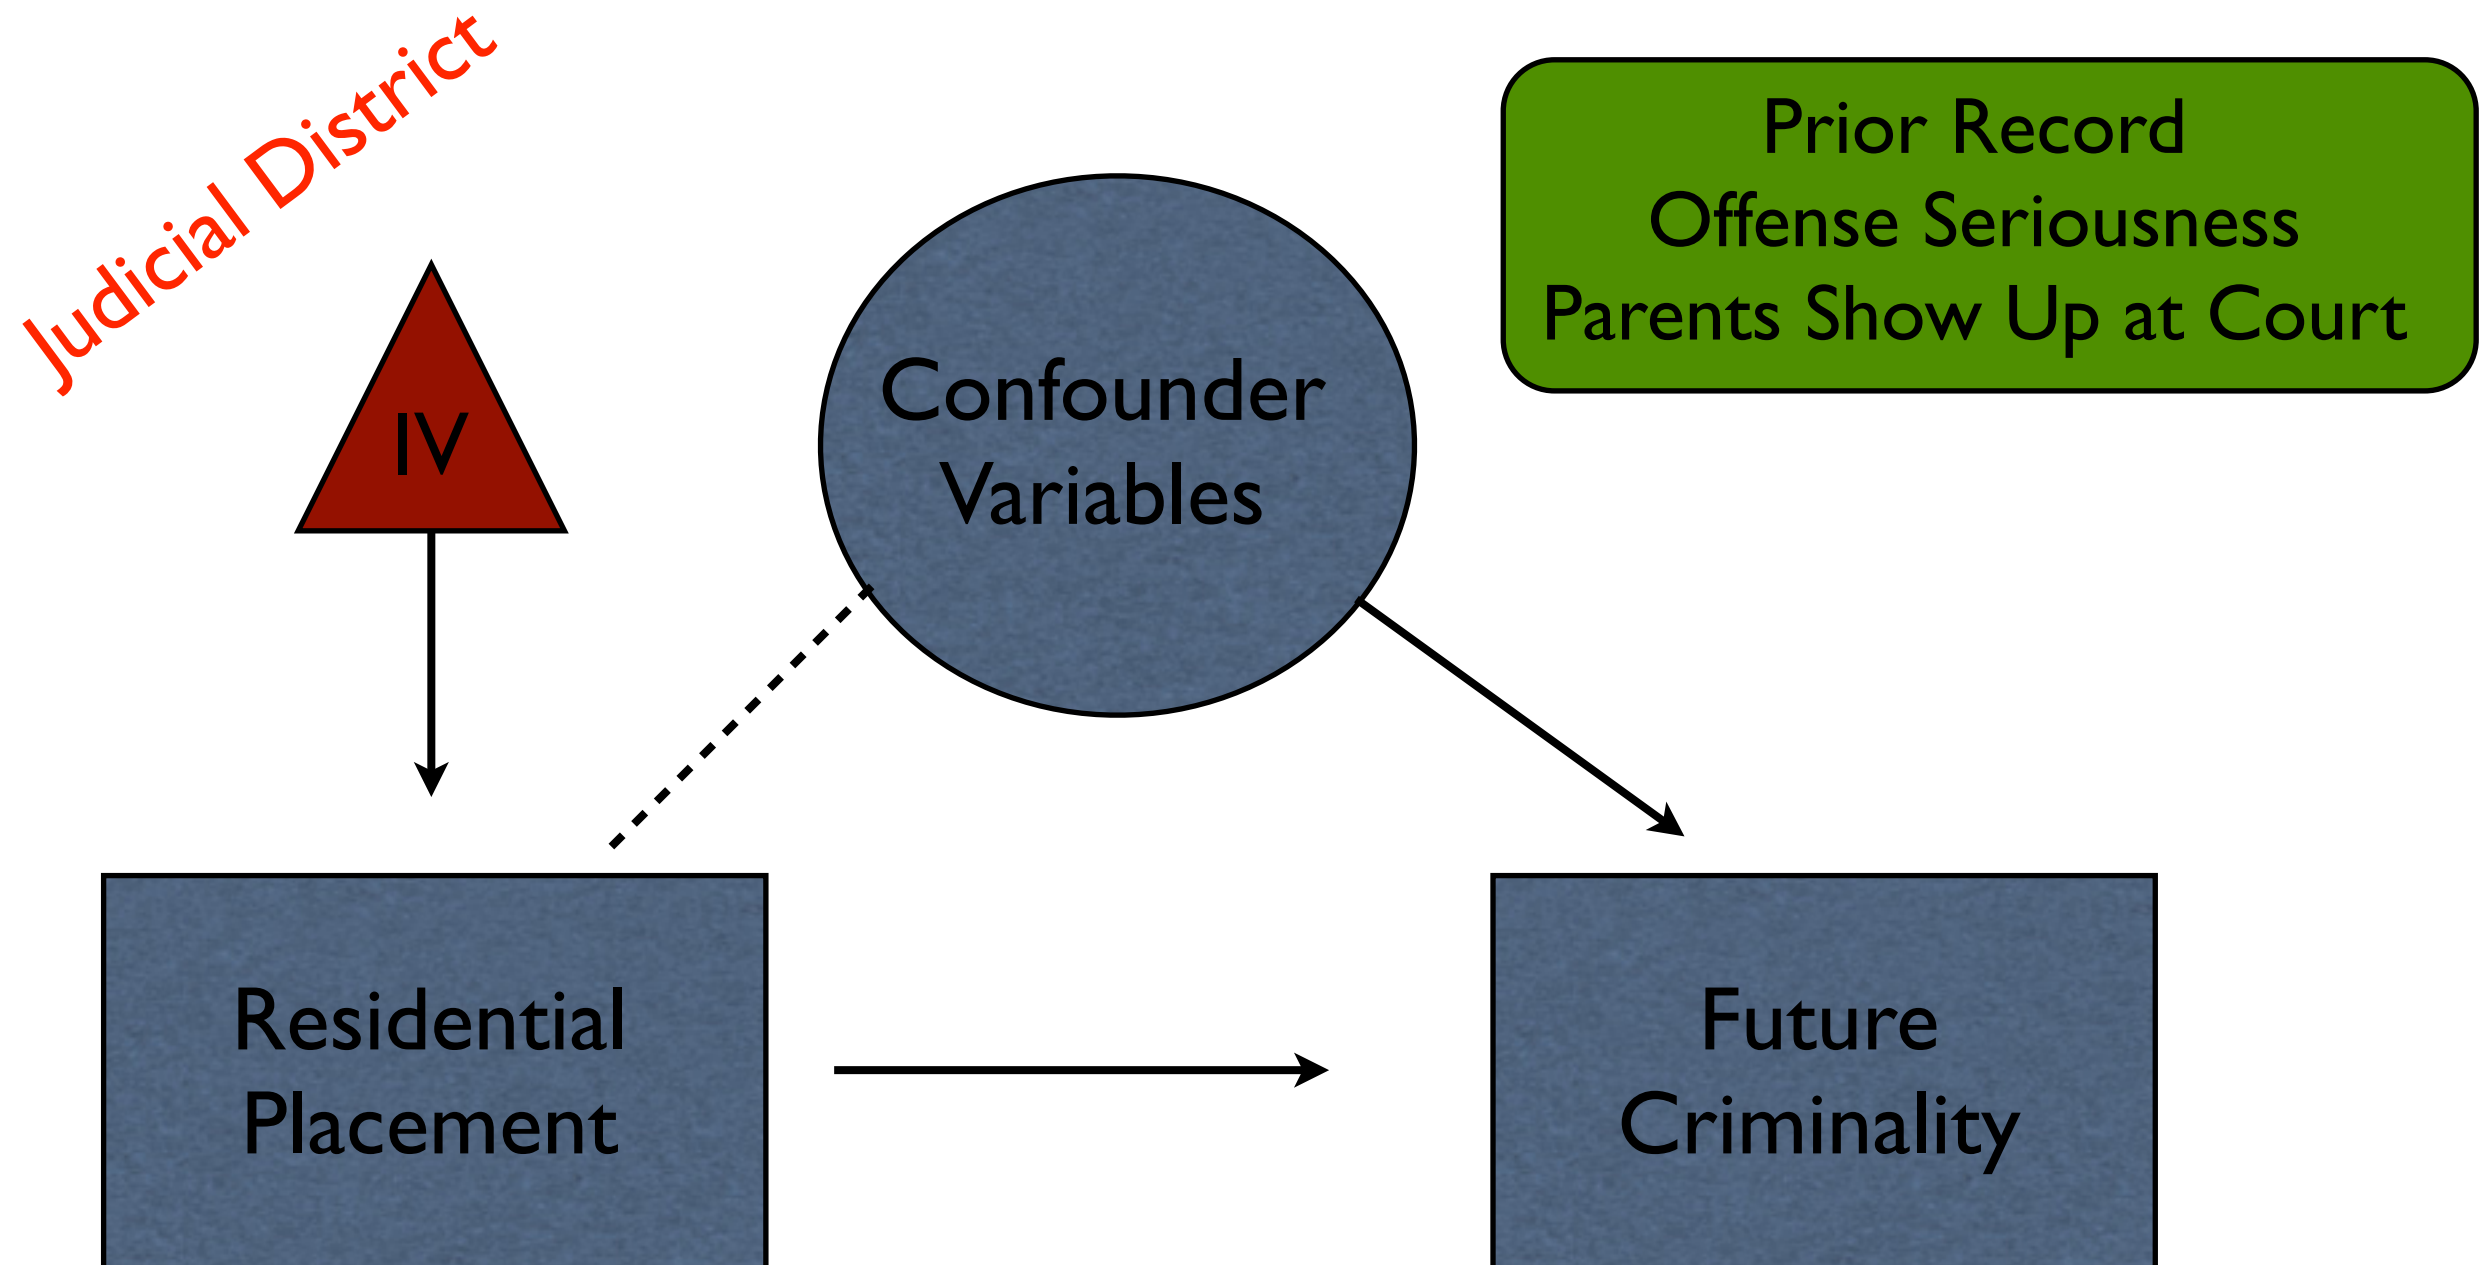 Judicial District
Prior Record
Offense Seriousness
Parents Show Up at Court
IV
Confounder
Variables
Residential
Placement
Future
Criminality